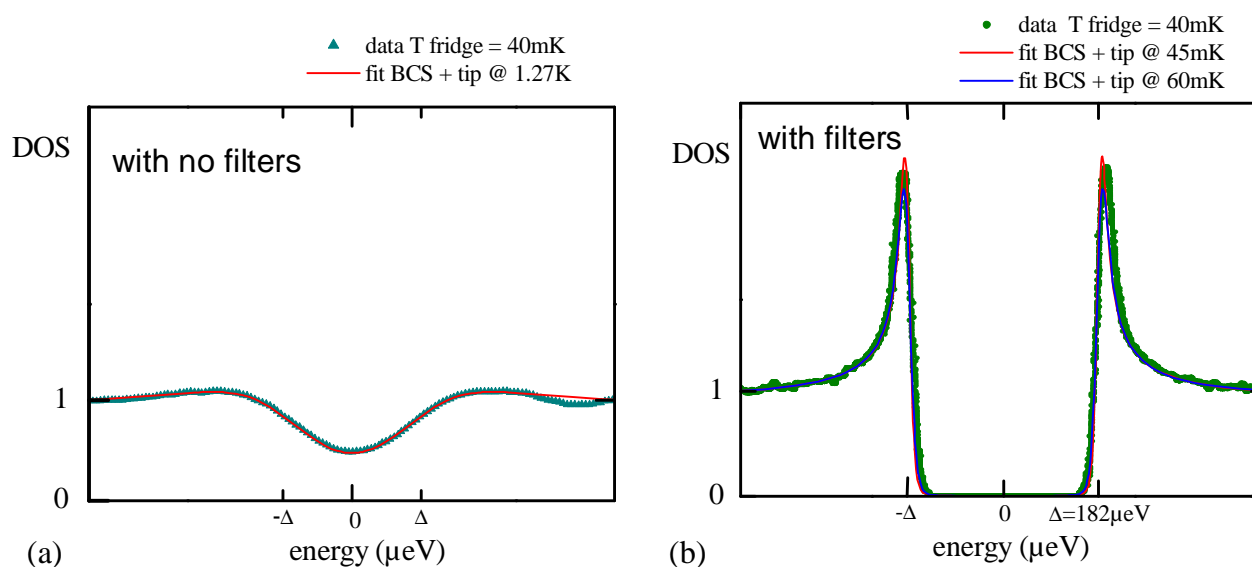 data T fridge = 40mK
fit BCS + tip @ 1.27K
DOS
with no filters
1
0
-Δ
0
Δ
(a)
energy (µeV)
data T fridge = 40mK
fit BCS + tip @ 45mK
fit BCS + tip @ 60mK
DOS
with filters
1
0
-Δ
0
Δ=182µeV
(b)
energy (µeV)